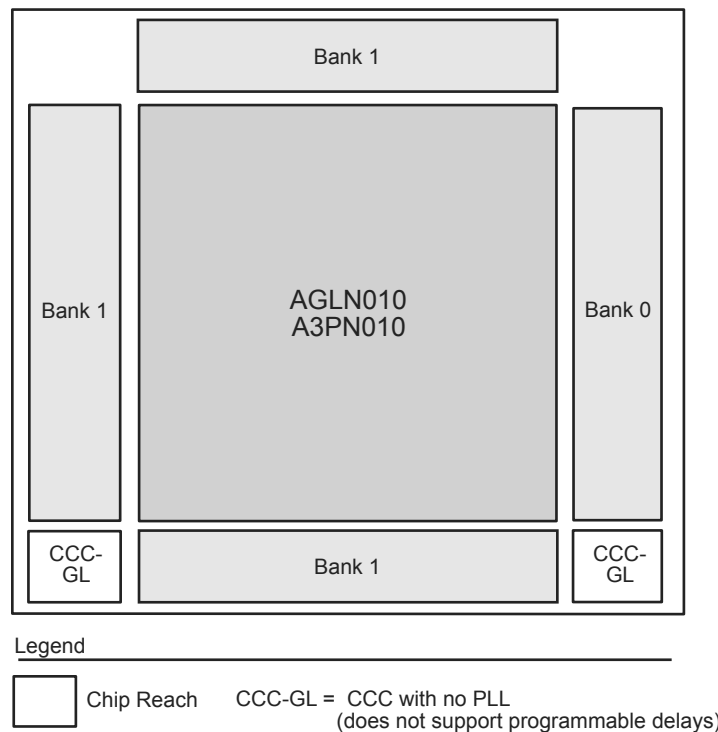 Bank 1
Bank 1
AGLN010
A3PN010
Bank 0
CCC-
GL
Bank 1
CCC-
GL
Legend
Chip Reach
CCC-GL = CCC with no PLL
(does not support programmable delays)